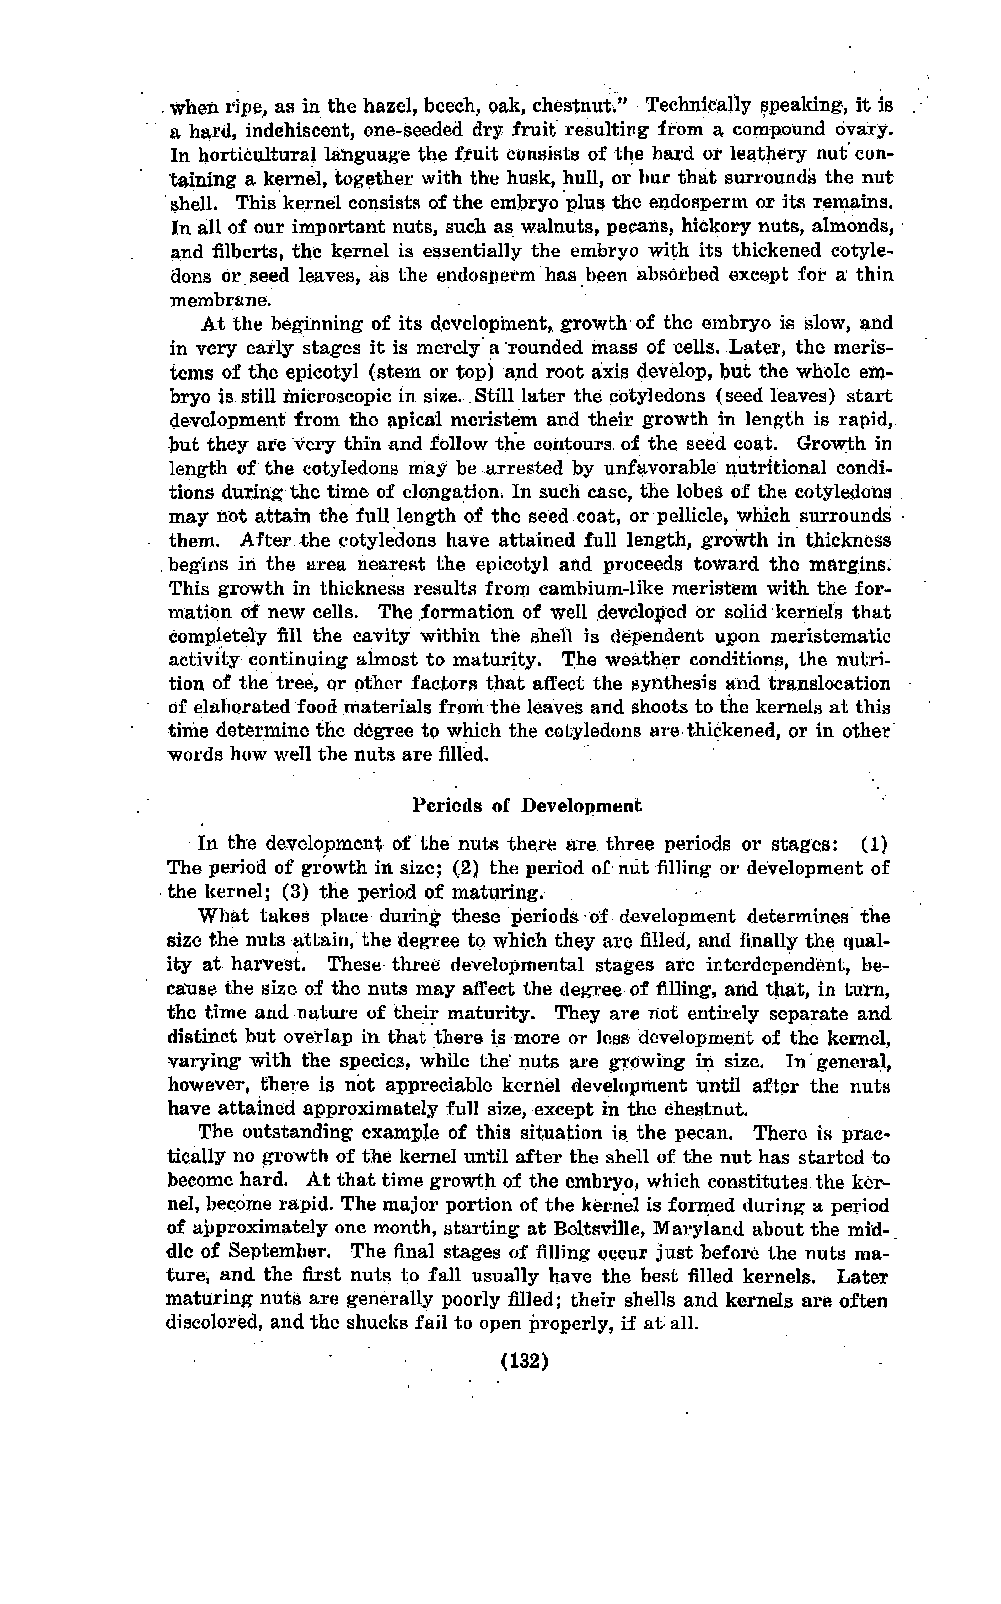 when ripe, as in the hazel, beech, oak, chestnut." Technically speaking, it is
a hard, indehiscent, one-seeded dry fruit resulting from a compound ovary.
In horticultural language the fruit consists of the hard or leathery nut con-
taining a kernel, together with the husk, hull, or bur that surrounds the nut
shell. This kernel consists of the embryo plus the endosperm or its remains.
In all of our important nuts, such as walnuts, pecans, hickory nuts, almonds,
and filberts, the kernel is essentially the embryo with its thickened cotyle-
dons or seed leaves, as the endosperm has been absorbed except for a thin
membrane.
At the beginning of its development, growth of the embryo is slow, and
in very early stages it is merely a rounded mass of cells. Later, the meris-
tems of the epicotyl (stem or top) and root axis develop, but the whole em-
bryo is still microscopic in size. Still later the cotyledons (seed leaves) start
development from the apical meristem and their growth in length is rapid,
but they are very thin and follow the contours of the seed coat. Growth in
length of the cotyledons may be arrested by unfavorable nutritional condi-
tions during the time of elongation. In such case, the lobes of the cotyledons
may not attain the full length of the seed coat, or pellicle, which surrounds
them. After the cotyledons have attained full length, growth in thickness
begins in the area nearest the epicotyl and proceeds toward the margins.
This growth in thickness results from cambium-like meristem with the for-
mation of new cells. The formation of well developed or solid kernels that
completely fill the cavity within the shell is dependent upon meristematic
activity continuing almost to maturity. The weather conditions, the nutri-
tion of the tree, or other factors that affect the synthesis and translocation
of elaborated food materials from the leaves and shoots to the kernels at this
time determine the degree to which the cotyledons are thickened, or in other
words how well the nuts are filled.
Periods of Development
In the development of the nuts there are three periods or stages: (1)
The period of growth in size; (2) the period of nut filling or development of
the kernel; (3) the period of maturing.
What takes place during these periods of development determines the
size the nuts attain, the degree to which they are filled, and finally the qual-
ity at harvest. These three developmental stages are interdependent, be-
cause the size of the nuts may affect the degree of filling, and that, in turn,
the time and nature of their maturity. They are not entirely separate and
distinct but overlap in that there is more or less development of the kernel,
varying with the species, while the nuts are growing in size. In general,
however, there is not appreciable kernel development until after the nuts
have attained approximately full size, except in the chestnut.
The outstanding example of this situation is the pecan. There is prac-
tically no growth of the kernel until after the shell of the nut has started to
become hard. At that time growth of the embryo, which constitutes the ker-
nel, become rapid. The major portion of the kernel is formed during a period
of approximately one month, starting at Beltsville, Maryland about the mid-
dle of September. The final stages of filling occur just before the nuts ma-
ture, and the first nuts to fall usually have the best filled kernels. Later
maturing nuts are generally poorly filled; their shells and kernels are often
discolored, and the shucks fail to open properly, if at all.
(132)